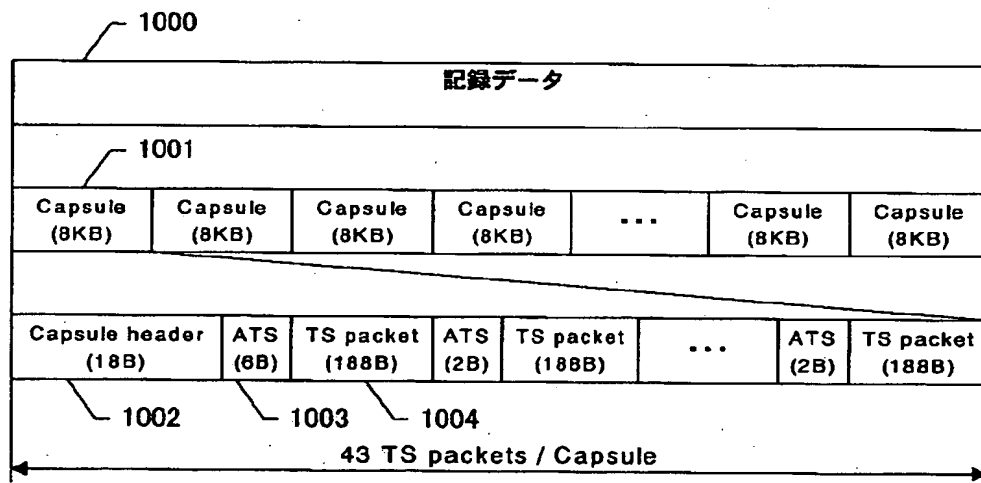 1000
記録データ
1001
Capsule (8KB)
Capsule (8KB)
Capsule (8KB)
Capsule (8KB)
...
Capsule (8KB)
Capsule (8KB)
Capsule header (18B)
ATS (6B)
TS packet (188B)
ATS (2B)
TS packet (188B)
...
ATS (2B)
TS packet (188B)
1002
1003
1004
43 TS packets / Capsule